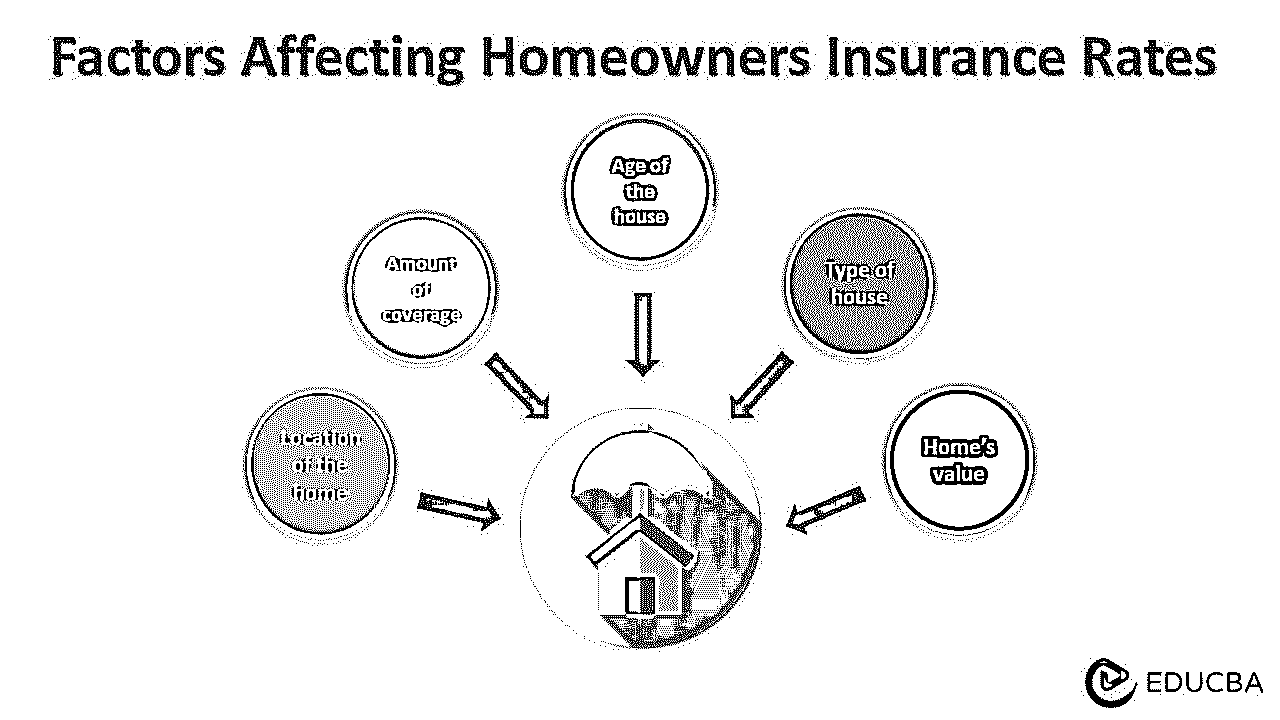 Factors Affecting Homeowners Insurance Rates
Age of
the
house
Amount
of
coverage
Type of
house
Location
of the
home
Home's
value
EDUCBA